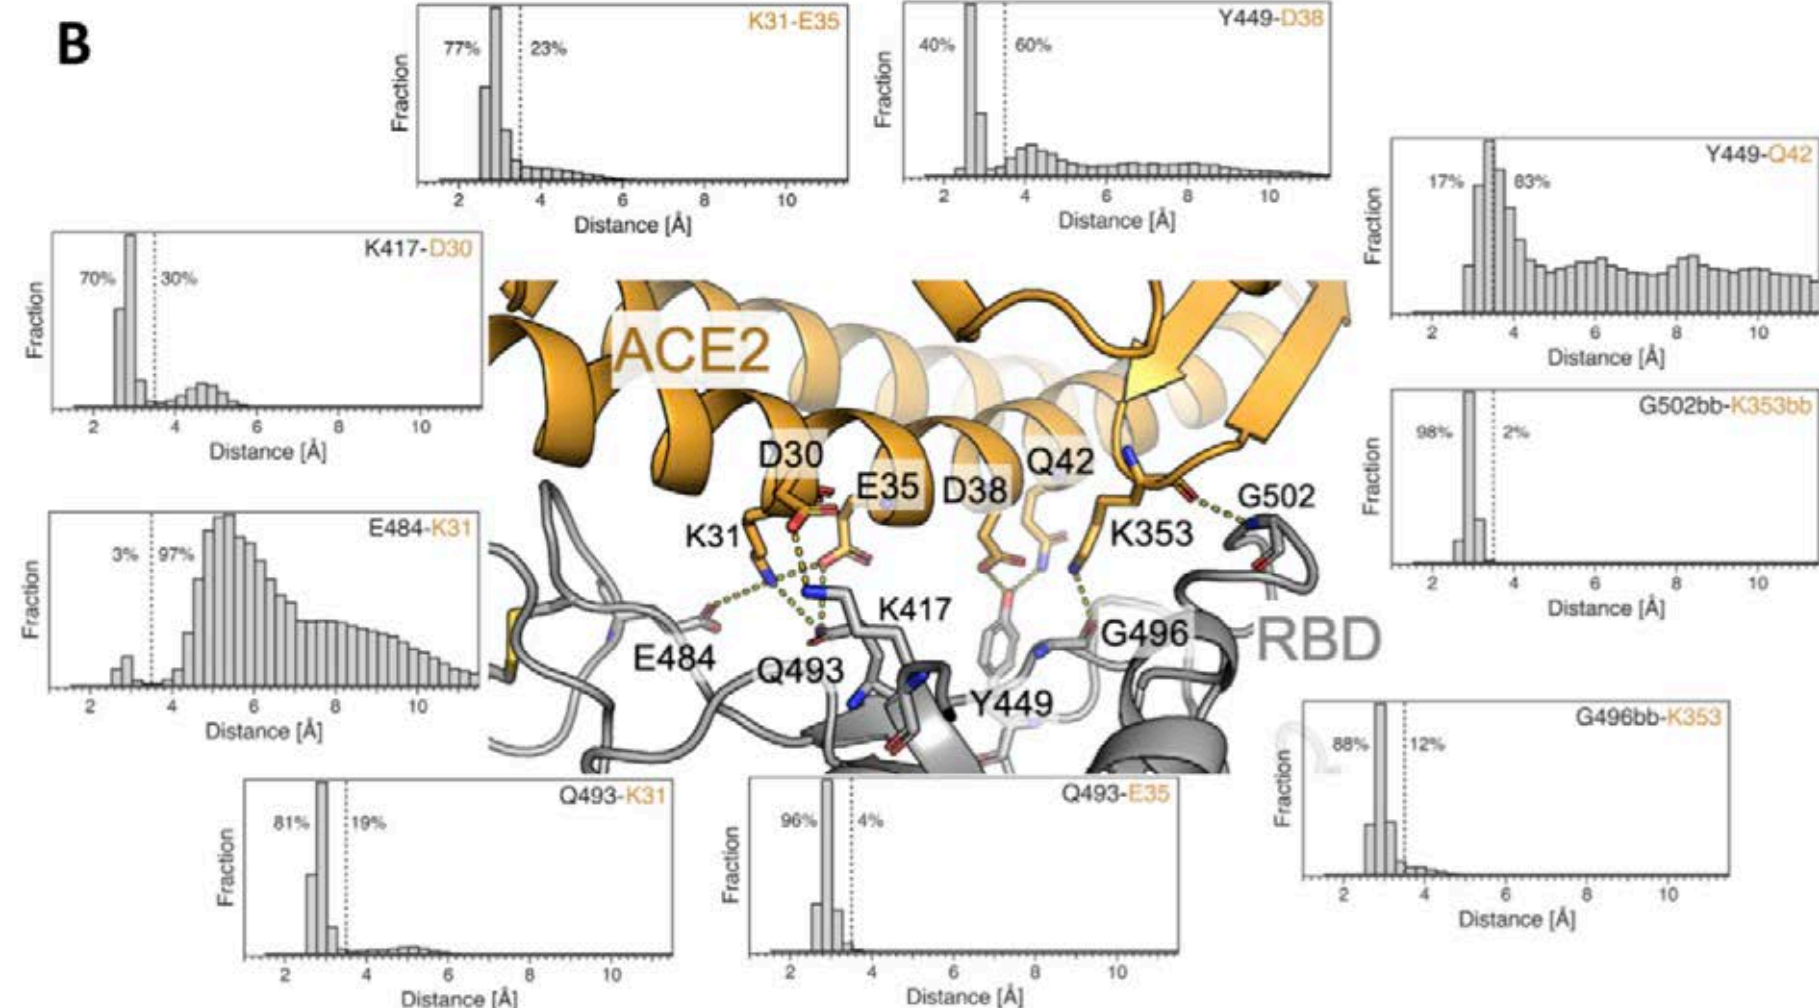 B
K31-E35
77% 23%
Fraction
2 4 6 8 10
Distance [Å]
Y449-D38
40% 60%
Fraction
2 4 6 8 10
Distance [Å]
Y449-Q42
17% 83%
Fraction
2 4 6 8 10
Distance [Å]
K417-D30
70% 30%
Fraction
2 4 6 8 10
Distance [Å]
G502bb-K353bb
98% 2%
Fraction
2 4 6 8 10
Distance [Å]
E484-K31
3% 97%
Fraction
2 4 6 8 10
Distance [Å]
ACE2
D30
E35
D38
Q42
K31
K353
G502
K417
G496
RBD
E484
Q493
Y449
G496bb-K353
88% 12%
Fraction
2 4 6 8 10
Distance [Å]
Q493-K31
81% 19%
Fraction
2 4 6 8 10
Distance [Å]
Q493-E35
96% 4%
Fraction
2 4 6 8 10
Distance [Å]